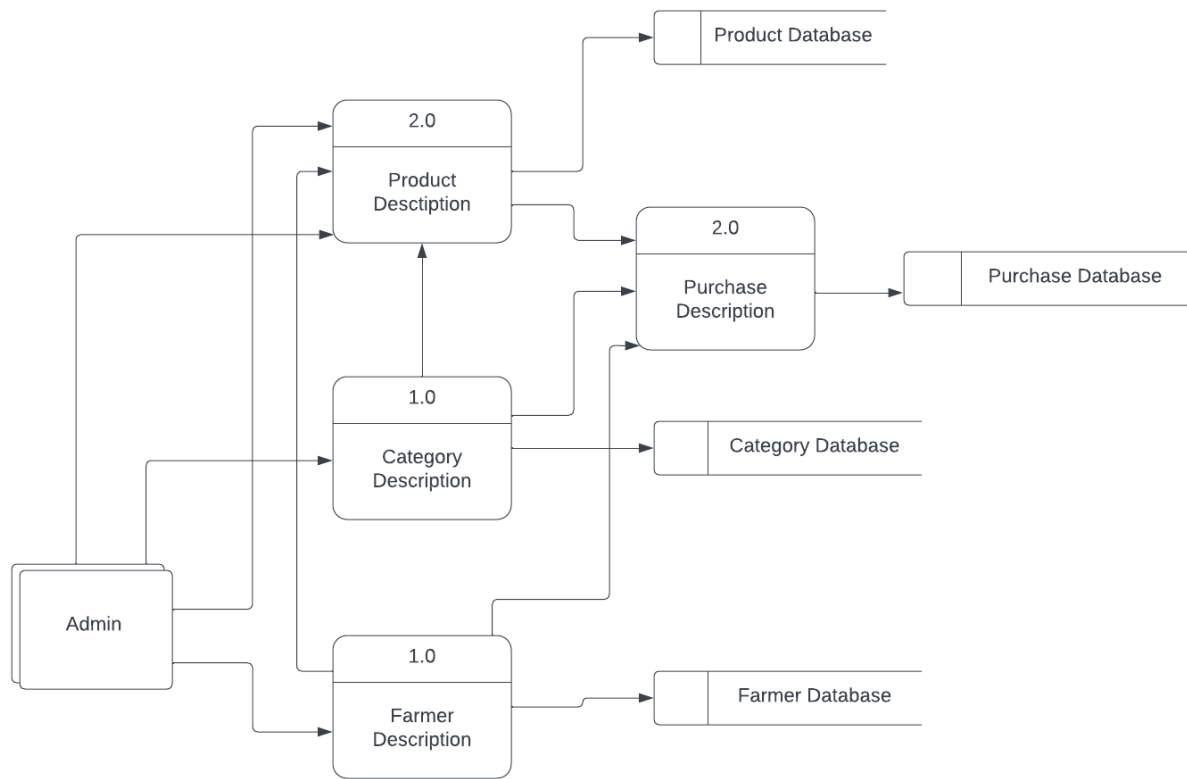 Product Database
2.0
Product
Desctiption
2.0
Purchase
Description
Purchase Database
1.0
Category
Description
Category Database
Admin
1.0
Farmer
Description
Farmer Database